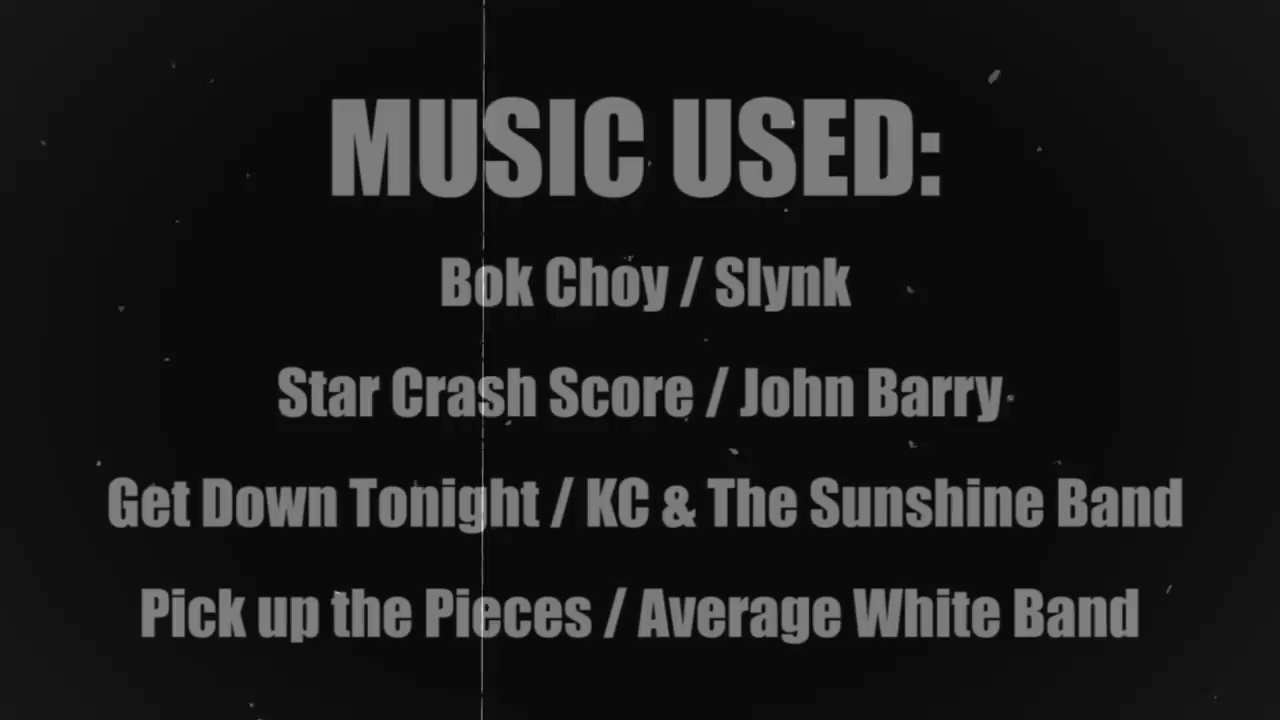 MUSIC USED:
Bok Choy / Slynk
Star Crash Score / John Barry
Get Down Tonight / KC & The Sunshine Band
Pick up the Pieces / Average White Band